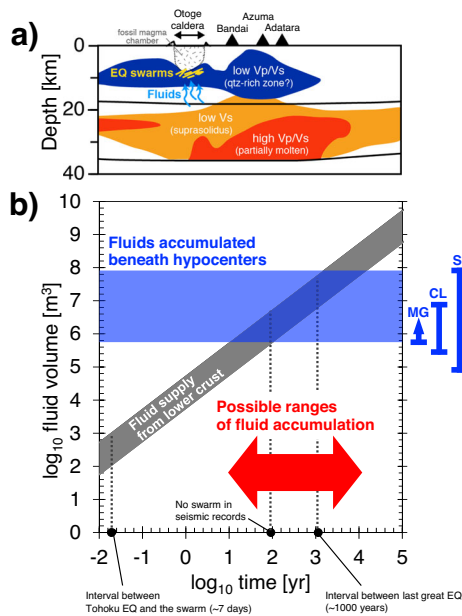 a)
Otoge
caldera
Bandai
Azuma
Adatara
fossil magma
chamber
0
10
20
30
40
Depth [km]
EQ swarms
Fluids
low Vp/Vs
(qtz-rich zone?)
low Vs
(suprasolidus)
high Vp/Vs
(partially molten)
b)
10
9
8
7
6
5
4
3
2
1
0
log10 fluid volume [m3]
Fluids accumulated
beneath hypocenters
Fluid supply
from lower crust
Possible ranges
of fluid accumulation
No swarm in
seismic records
MG
CL
S
-2
-1
0
1
2
3
4
5
log10 time [yr]
Interval between
Tohoku EQ and the swarm (~7 days)
Interval between last great EQ
(~1000 years)